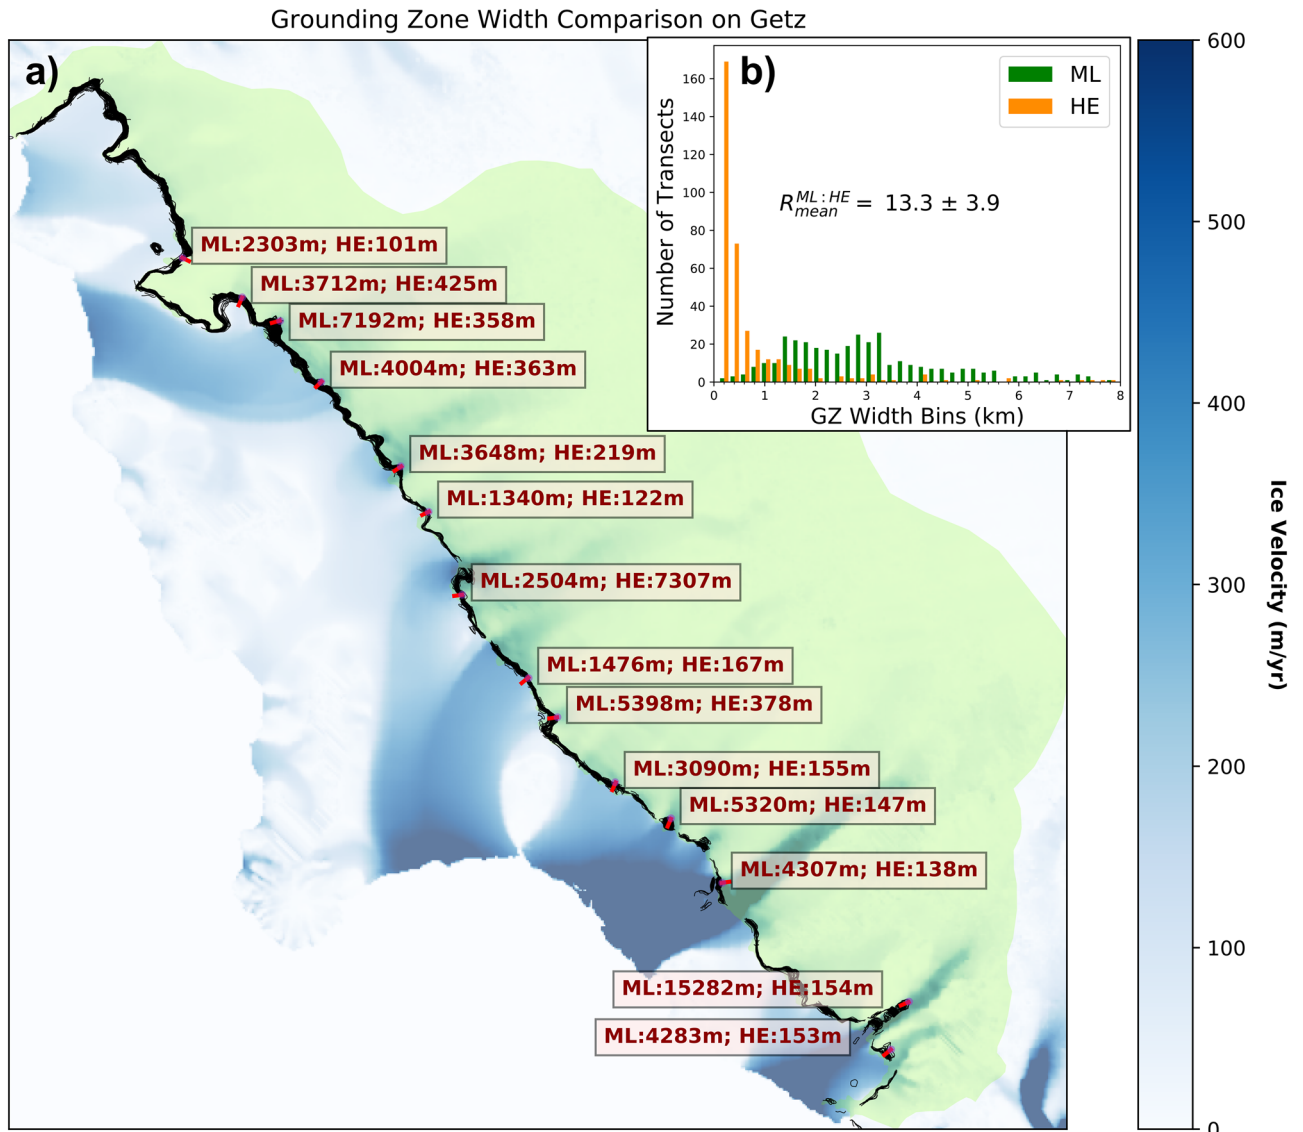 Grounding Zone Width Comparison on Getz
a)
ML:2303m; HE:101m
ML:3712m; HE:425m
ML:7192m; HE:358m
ML:4004m; HE:363m
ML:3648m; HE:219m
ML:1340m; HE:122m
ML:2504m; HE:7307m
ML:1476m; HE:167m
ML:5398m; HE:378m
ML:3090m; HE:155m
ML:5320m; HE:147m
ML:4307m; HE:138m
ML:15282m; HE:154m
ML:4283m; HE:153m
b)
ML
HE
R_{mean}^{ML:HE} = 13.3 ± 3.9
Number of Transects
160
140
120
100
80
60
40
20
0
0 1 2 3 4 5 6 7 8
GZ Width Bins (km)
600
500
400
300
200
100
0
Ice Velocity (m/yr)